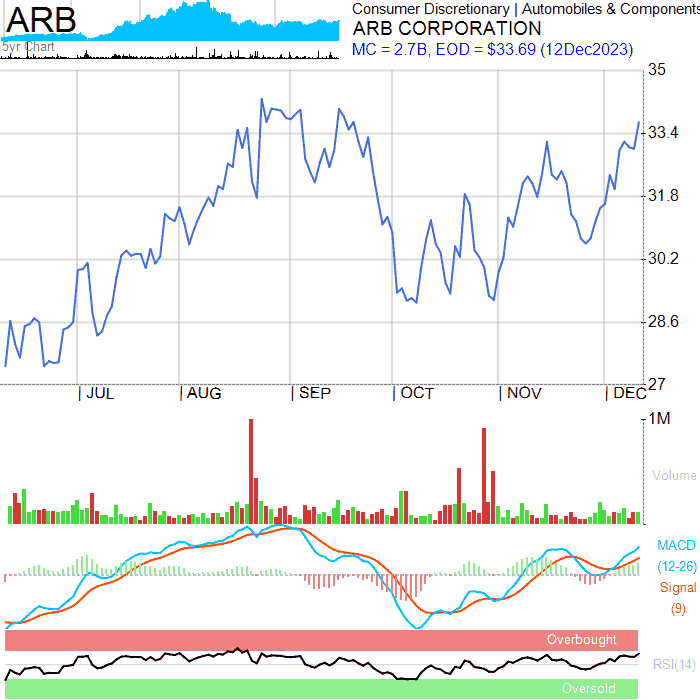 ARB
5yr Chart
Consumer Discretionary | Automobiles & Components
ARB CORPORATION
MC = 2.7B, EOD = $33.69 (12Dec2023)
35
33.4
31.8
30.2
28.6
27
| JUL | AUG | SEP | OCT | NOV | DEC
1M
Volume
MACD
(12-26)
Signal
(9)
Overbought
RSI(14)
Oversold